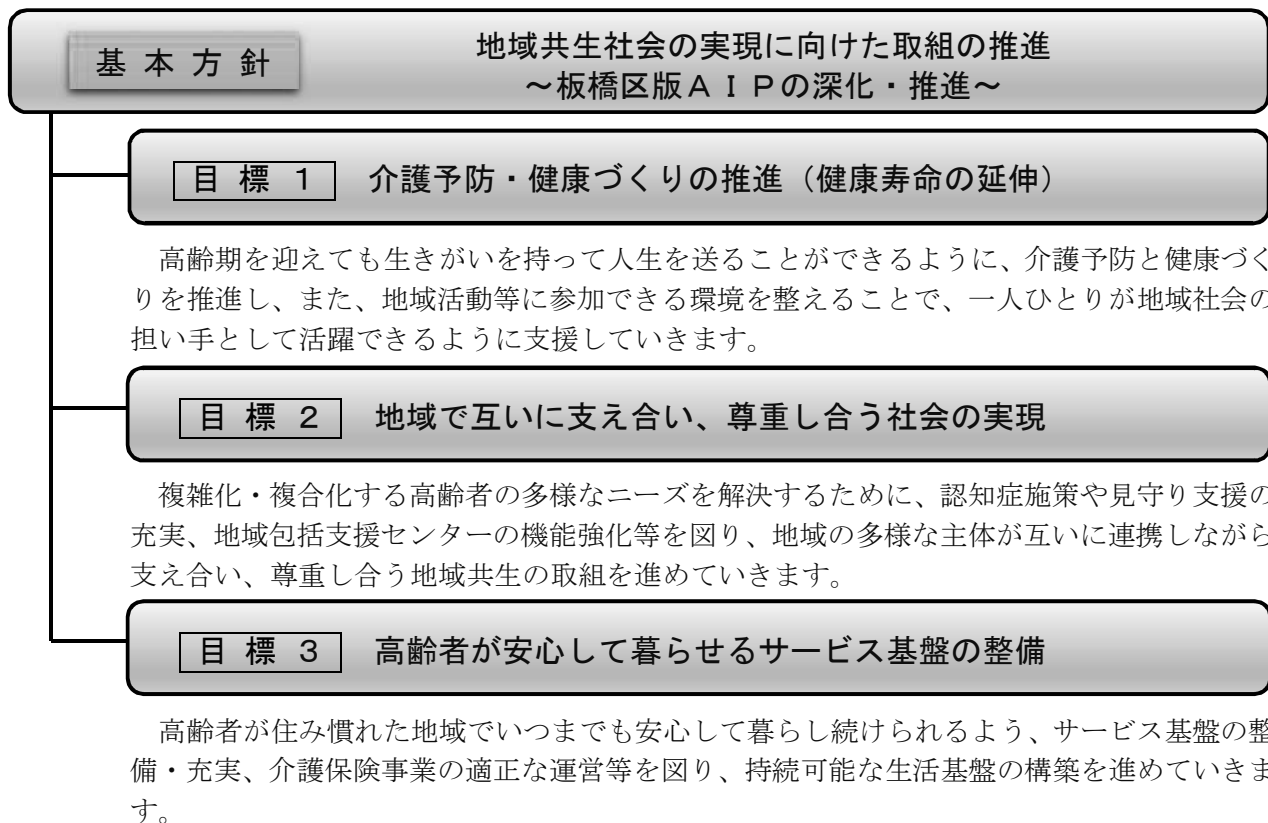 基本方針
地域共生社会の実現に向けた取組の推進
～板橋区版ＡＩＰの深化・推進～
目標１ 介護予防・健康づくりの推進（健康寿命の延伸）
高齢期を迎えても生きがいを持って人生を送ることができるように、介護予防と健康づく
りを推進し、また、地域活動等に参加できる環境を整えることで、一人ひとりが地域社会の
担い手として活躍できるように支援していきます。
目標２ 地域で互いに支え合い、尊重し合う社会の実現
複雑化・複合化する高齢者の多様なニーズを解決するために、認知症施策や見守り支援の
充実、地域包括支援センターの機能強化等を図り、地域の多様な主体が互いに連携しながら
支え合い、尊重し合う地域共生の取組を進めていきます。
目標３ 高齢者が安心して暮らせるサービス基盤の整備
高齢者が住み慣れた地域でいつまでも安心して暮らし続けられるよう、サービス基盤の整
備・充実、介護保険事業の適正な運営等を図り、持続可能な生活基盤の構築を進めていきま
す。